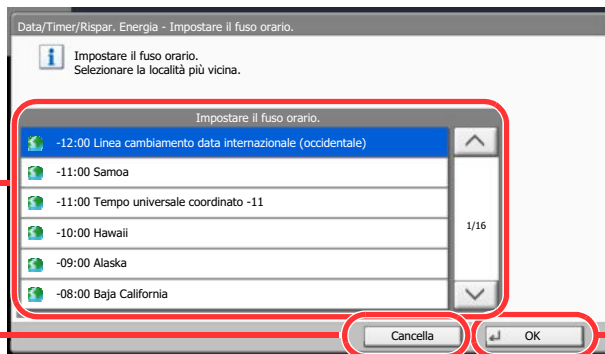 Data/Timer/Rispar. Energia - Impostare il fuso orario.
Impostare il fuso orario.
Selezionare la località più vicina.
Impostare il fuso orario.
-12:00 Linea cambiamento data internazionale (occidentale)
-11:00 Samoa
-11:00 Tempo universale coordinato -11
-10:00 Hawaii
1/16
-09:00 Alaska
-08:00 Baja California
Cancella
OK